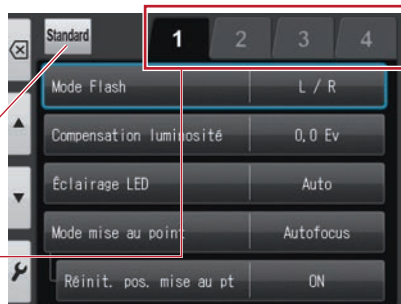 Standard
1 2 3 4
Mode Flash L / R
Compensation luminosité 0,0 Ev
Éclairage LED Auto
Mode mise au point Autofocus
Réinit. pos. mise au pt ON